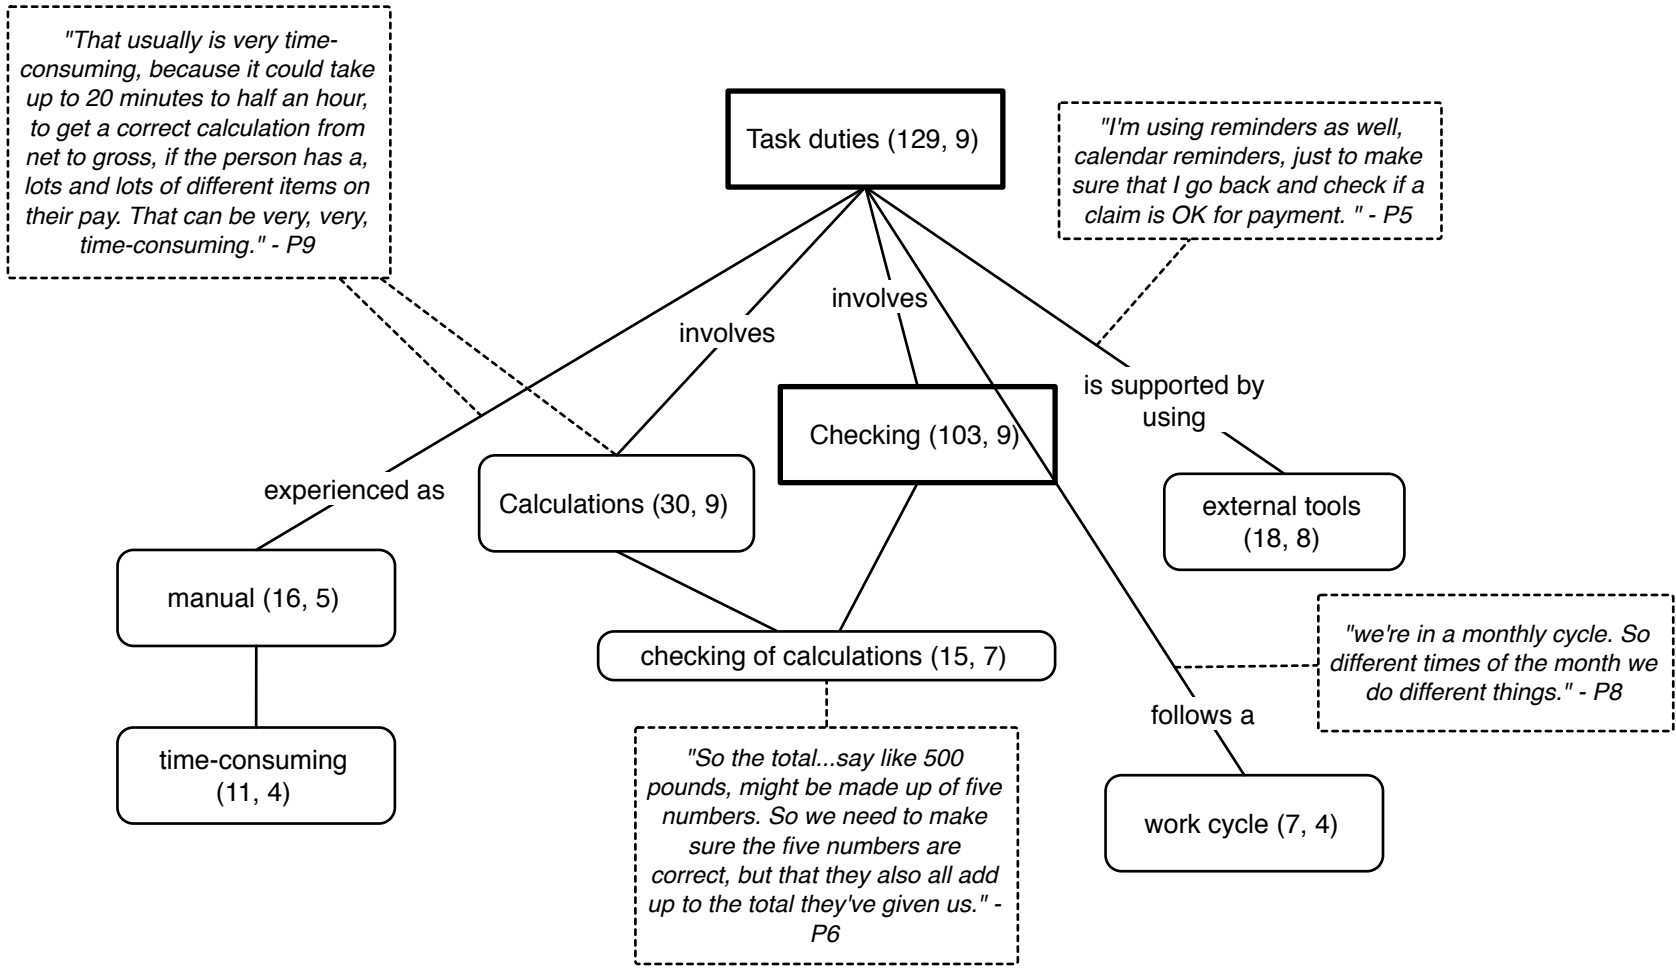 "That usually is very time-
consuming, because it could take
up to 20 minutes to half an hour,
to get a correct calculation from
net to gross, if the person has a,
lots and lots of different items on
their pay. That can be very, very,
time-consuming." - P9
Task duties (129, 9)
"I'm using reminders as well,
calendar reminders, just to make
sure that I go back and check if a
claim is OK for payment. " - P5
involves
involves
is supported by
using
Checking (103, 9)
experienced as
Calculations (30, 9)
external tools
(18, 8)
manual (16, 5)
checking of calculations (15, 7)
"we're in a monthly cycle. So
different times of the month we
do different things." - P8
follows a
time-consuming
(11, 4)
"So the total...say like 500
pounds, might be made up of five
numbers. So we need to make
sure the five numbers are
correct, but that they also all add
up to the total they've given us." -
P6
work cycle (7, 4)